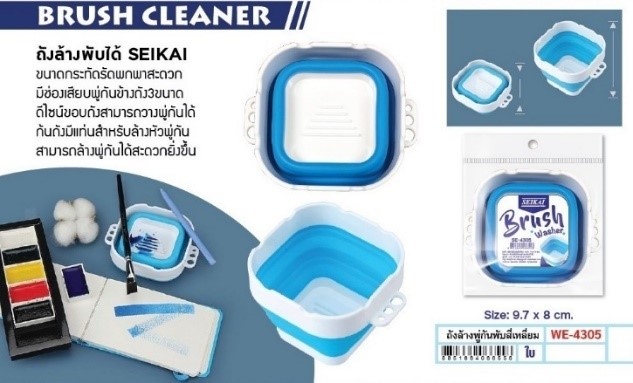 BRUSH CLEANER
ถังล้างพับได้ SEIKAI
ขนาดกระทัดรัดพกพาสะดวก
มีช่องเสียบพู่กันข้างถัง3ขนาด
ดีไซน์ขอบถังสามารถวางพู่กันได้
ก้นถังมีแท่นสำหรับล้างหัวพู่กัน
สามารถล้างพู่กันได้สะดวกยิ่งขึ้น
SEIKAI
Brush
Washer
Size: 9.7 x 8 cm.
ถังล้างพู่กันพับสี่เหลี่ยม WE-4305
ใบ